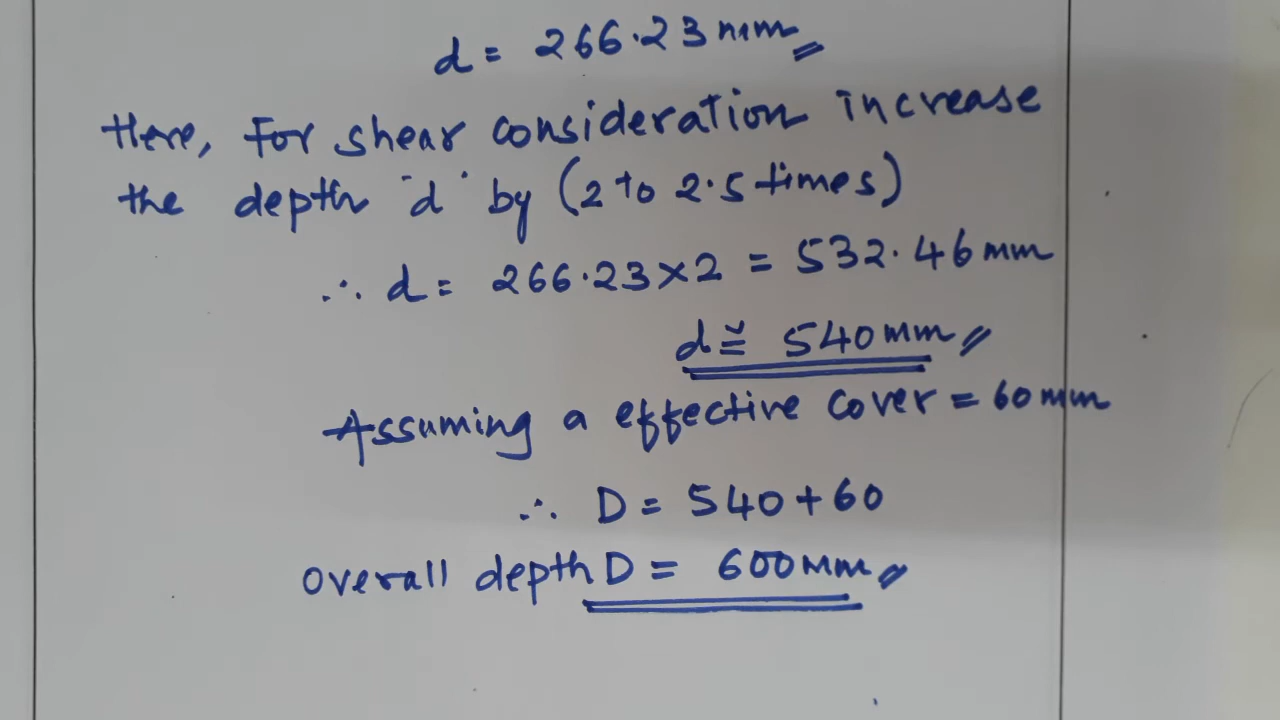 d = 266.23 mm
Here, For shear consideration increase
the depth "d" by (2 to 2.5 times)
∴ d = 266.23 × 2 = 532.46 mm
d ≅ 540 mm
Assuming a effective cover = 60 mm
∴ D = 540 + 60
overall depth D = 600 mm